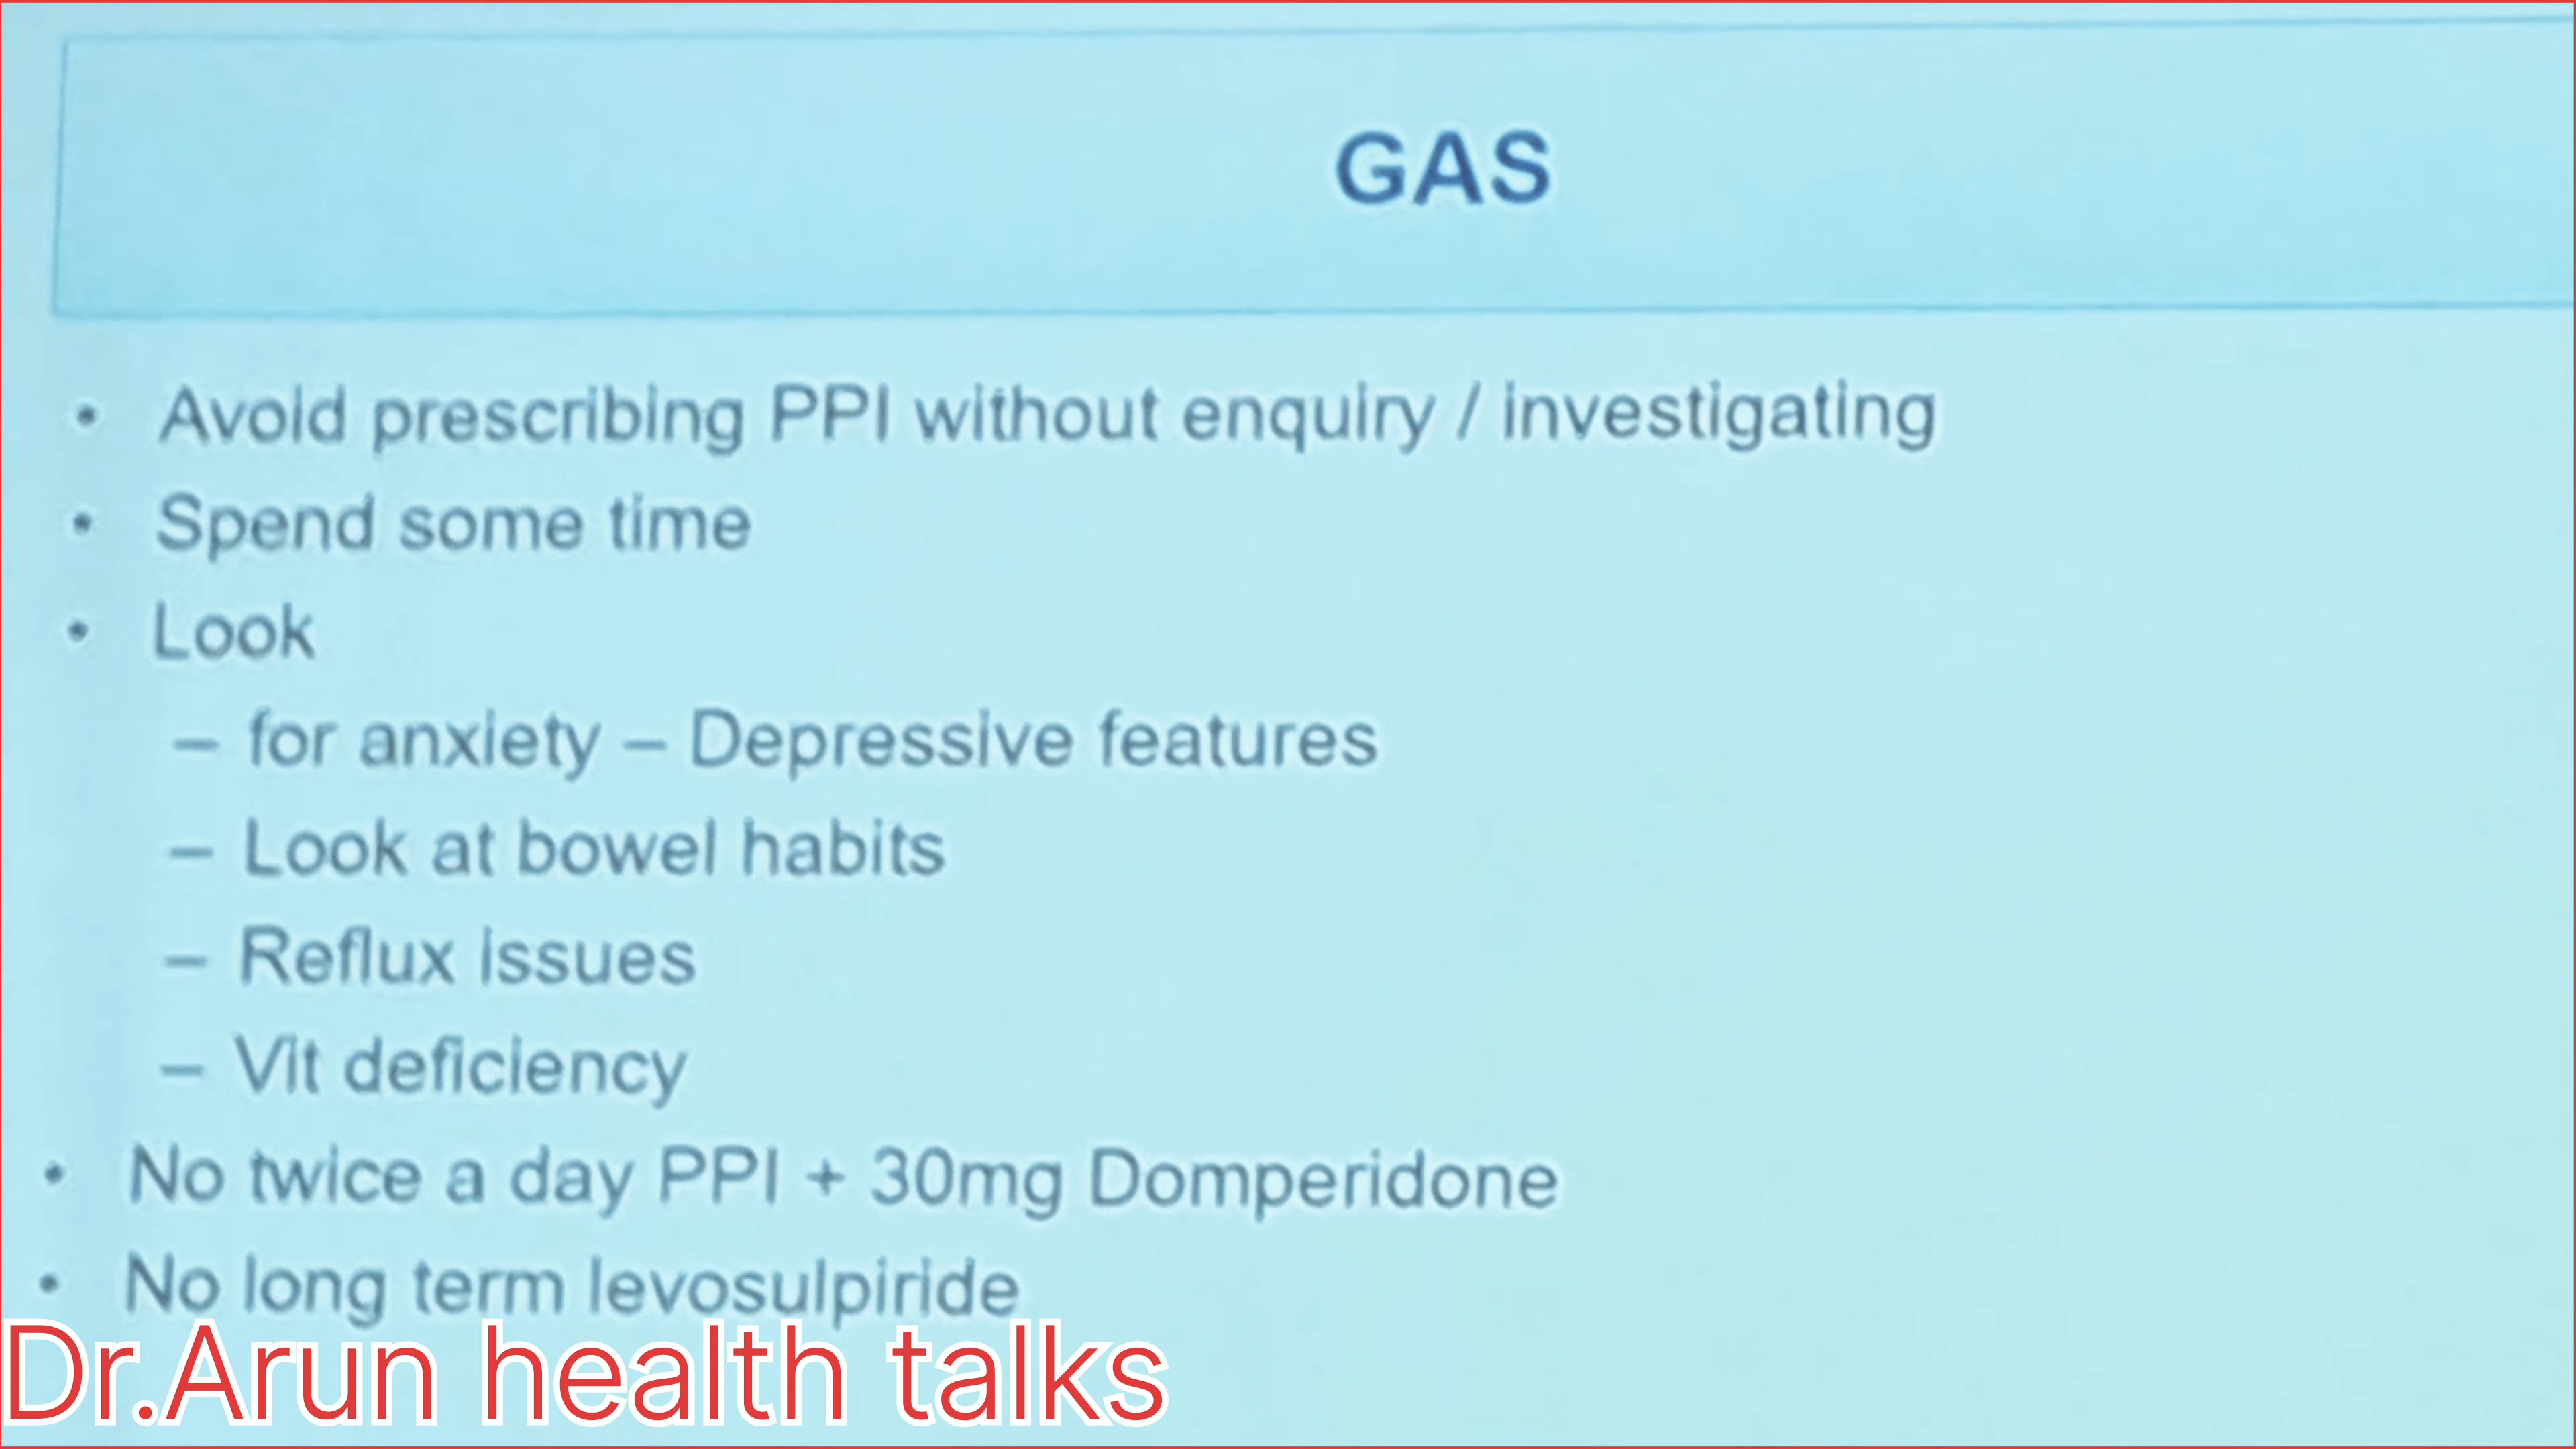 GAS
• Avoid prescribing PPI without enquiry / investigating
• Spend some time
• Look
– for anxiety – Depressive features
– Look at bowel habits
– Reflux issues
– Vit deficiency
• No twice a day PPI + 30mg Domperidone
• No long term levosulpiride
Dr.Arun health talks